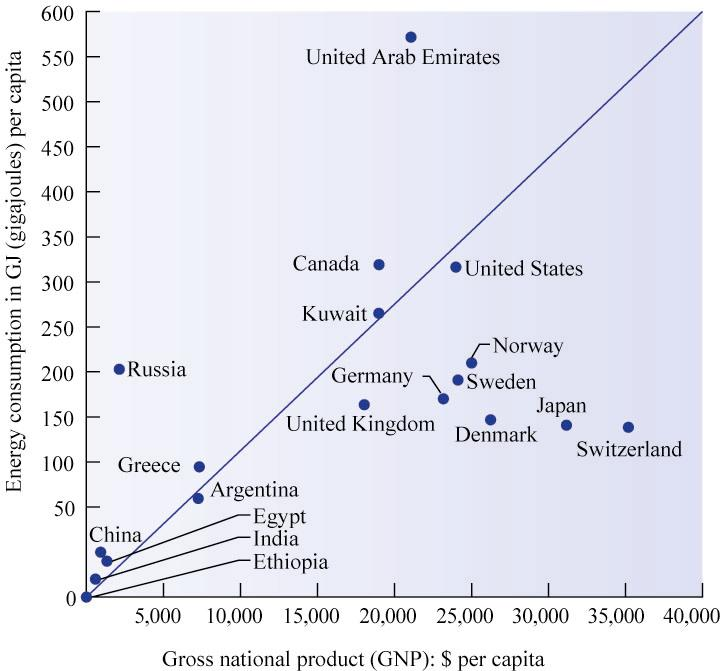 Energy consumption in GJ (gigajoules) per capita
600
550
500
450
400
350
300
250
200
150
100
50
0
United Arab Emirates
Canada
United States
Kuwait
Norway
Russia
Germany
Sweden
Japan
United Kingdom
Denmark
Switzerland
Greece
Argentina
Egypt
China
India
Ethiopia
5,000
10,000
15,000
20,000
25,000
30,000
35,000
40,000
Gross national product (GNP): $ per capita